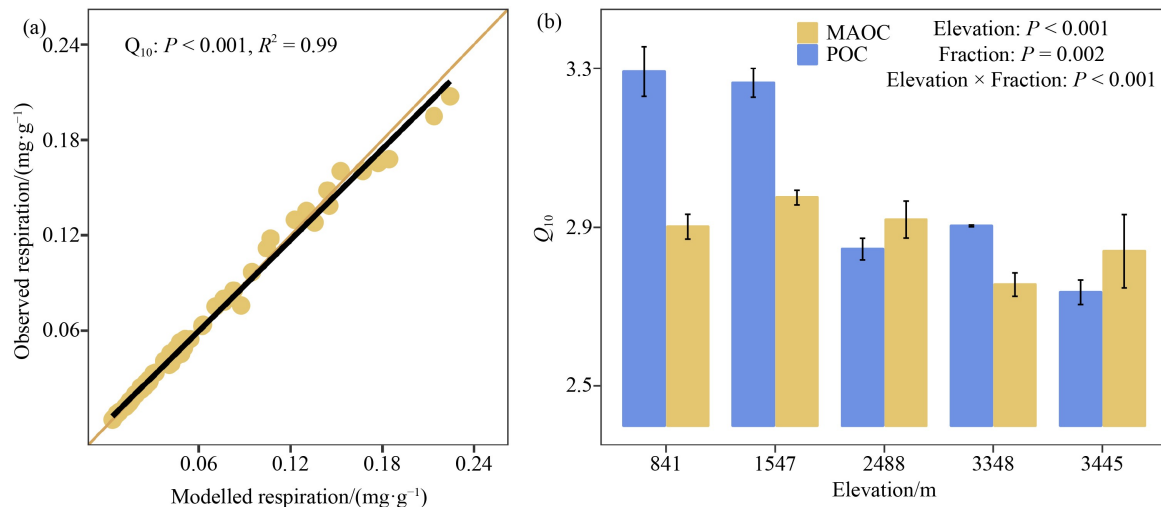 (a)
Q₁₀: P < 0.001, R² = 0.99
0.24
0.18
0.12
0.06
Observed respiration/(mg·g⁻¹)
0.06 0.12 0.18 0.24
Modelled respiration/(mg·g⁻¹)
(b)
MAOC
POC
Elevation: P < 0.001
Fraction: P = 0.002
Elevation × Fraction: P < 0.001
3.3
2.9
2.5
Q₁₀
841 1547 2488 3348 3445
Elevation/m